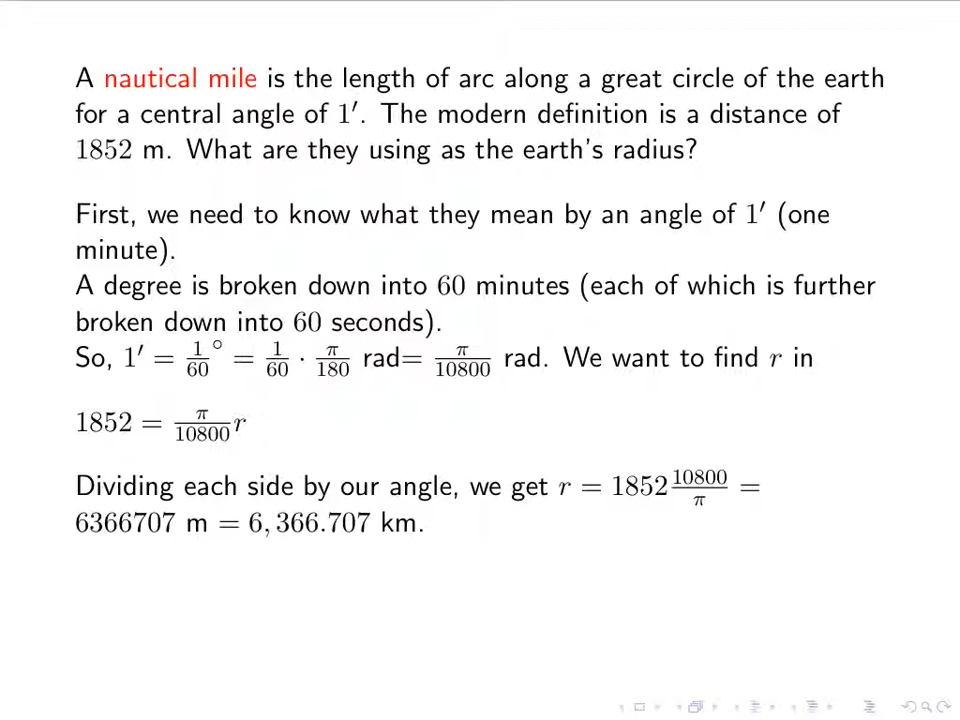 A nautical mile is the length of arc along a great circle of the earth
for a central angle of 1′. The modern definition is a distance of
1852 m. What are they using as the earth's radius?
First, we need to know what they mean by an angle of 1′ (one
minute).
A degree is broken down into 60 minutes (each of which is further
broken down into 60 seconds).
So, 1′ = 1/60° = 1/60 · π/180 rad= π/10800 rad. We want to find r in
1852 = π/10800 r
Dividing each side by our angle, we get r = 1852 10800/π =
6366707 m = 6, 366.707 km.